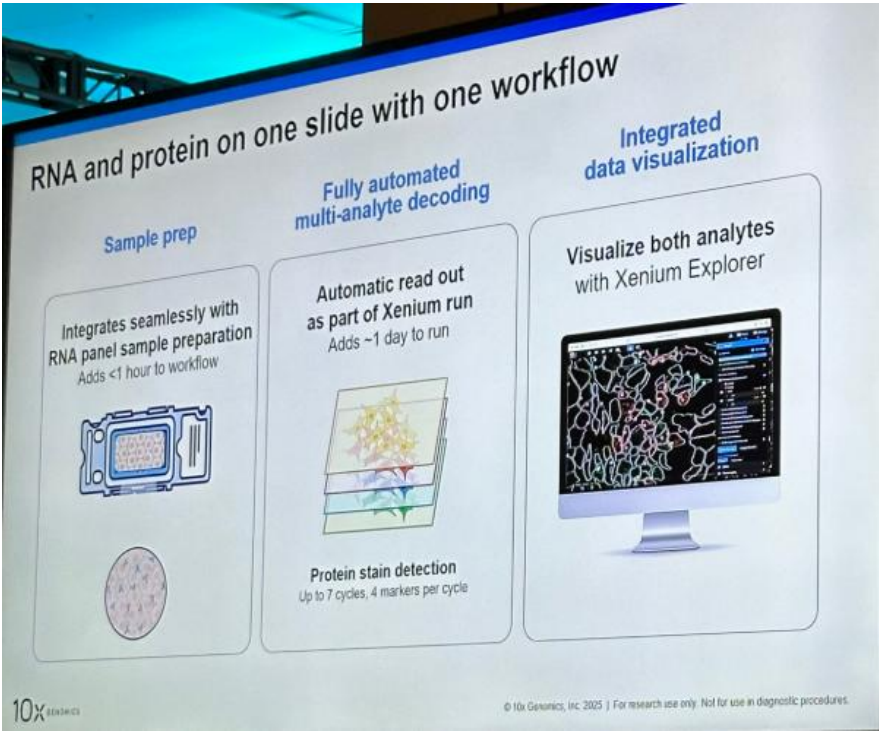 RNA and protein on one slide with one workflow
Sample prep
Integrates seamlessly with
RNA panel sample preparation
Adds <1 hour to workflow
Fully automated
multi-analyte decoding
Automatic read out
as part of Xenium run
Adds ~1 day to run
Protein stain detection
Up to 7 cycles, 4 markers per cycle
Integrated
data visualization
Visualize both analytes
with Xenium Explorer
10x GENOMICS
© 10x Genomics, Inc. 2025 | For research use only. Not for use in diagnostic procedures.